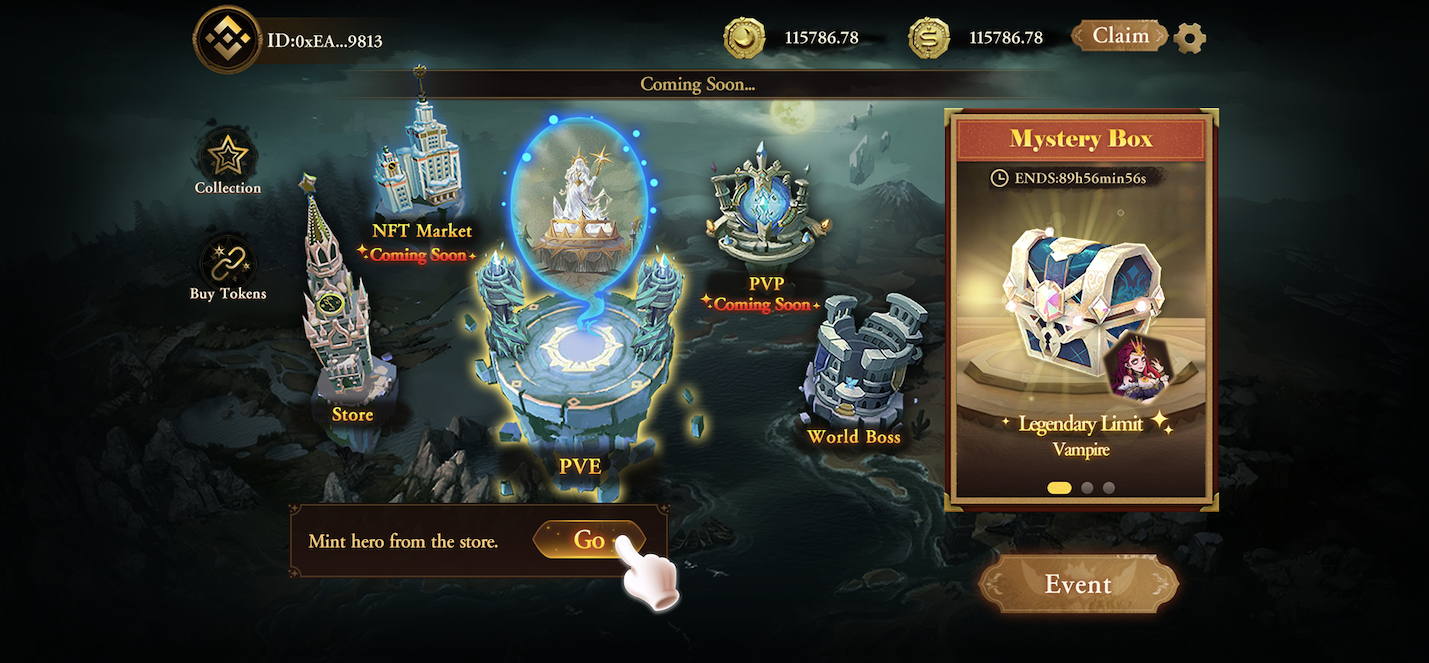 ID:0xEA...9813
115786.78
115786.78
Claim
Coming Soon...
Collection
Buy Tokens
NFT Market
Coming Soon
Store
PVE
PVP
Coming Soon
World Boss
Mystery Box
ENDS:89h56min56s
Legendary Limit
Vampire
Mint hero from the store.
Go
Event